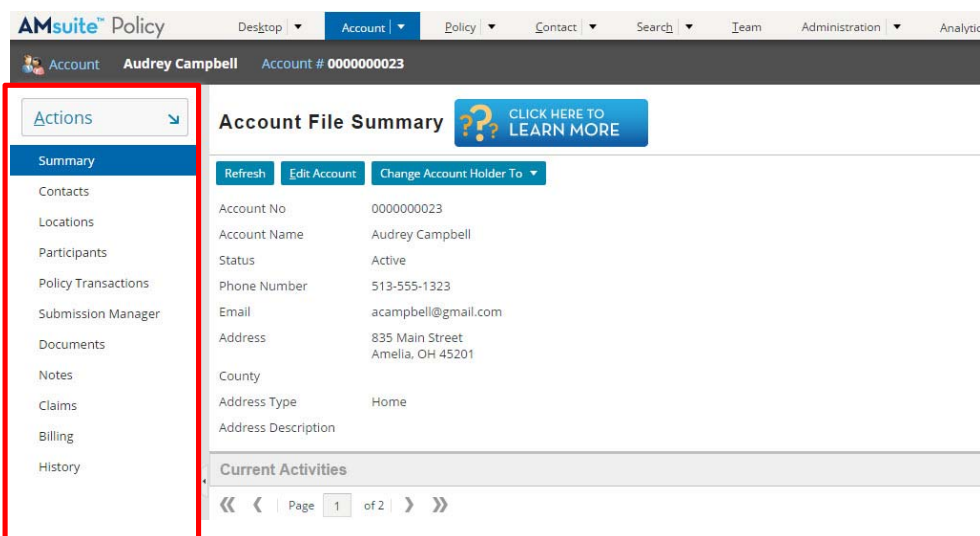 AMsuite™ Policy Desktop Account Policy Contact Search Team Administration Analytic
Account Audrey Campbell Account # 0000000023
Actions
Summary
Contacts
Locations
Participants
Policy Transactions
Submission Manager
Documents
Notes
Claims
Billing
History
Account File Summary
??? CLICK HERE TO
LEARN MORE
Refresh Edit Account Change Account Holder To
Account No 0000000023
Account Name Audrey Campbell
Status Active
Phone Number 513-555-1323
Email acampbell@gmail.com
Address 835 Main Street
Amelia, OH 45201
County
Address Type Home
Address Description
Current Activities
Page 1 of 2